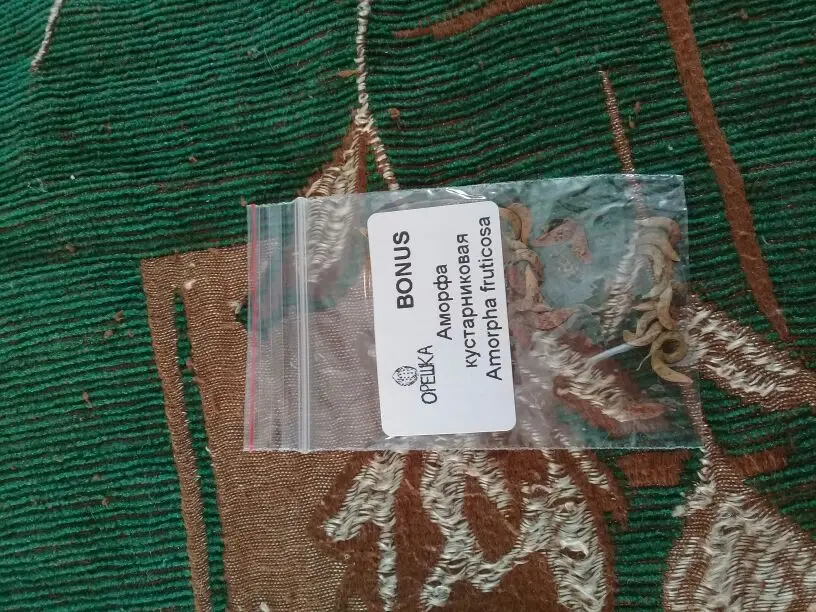 ОРЕШКА
BONUS
Аморфа
кустарниковая
Amorpha fruticosa